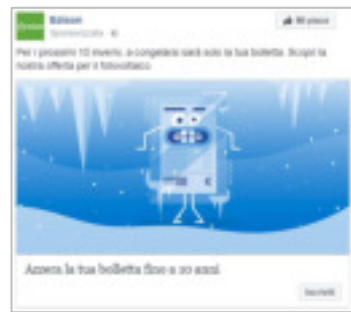 Edison
Sponsorizzata
Mi piace
Per i prossimi 10 inverni, a congelarsi sarà solo la tua bolletta. Scopri la
nostra offerta per il fotovoltaico
€
Azzera la tua bolletta fino a 10 anni
Iscriviti